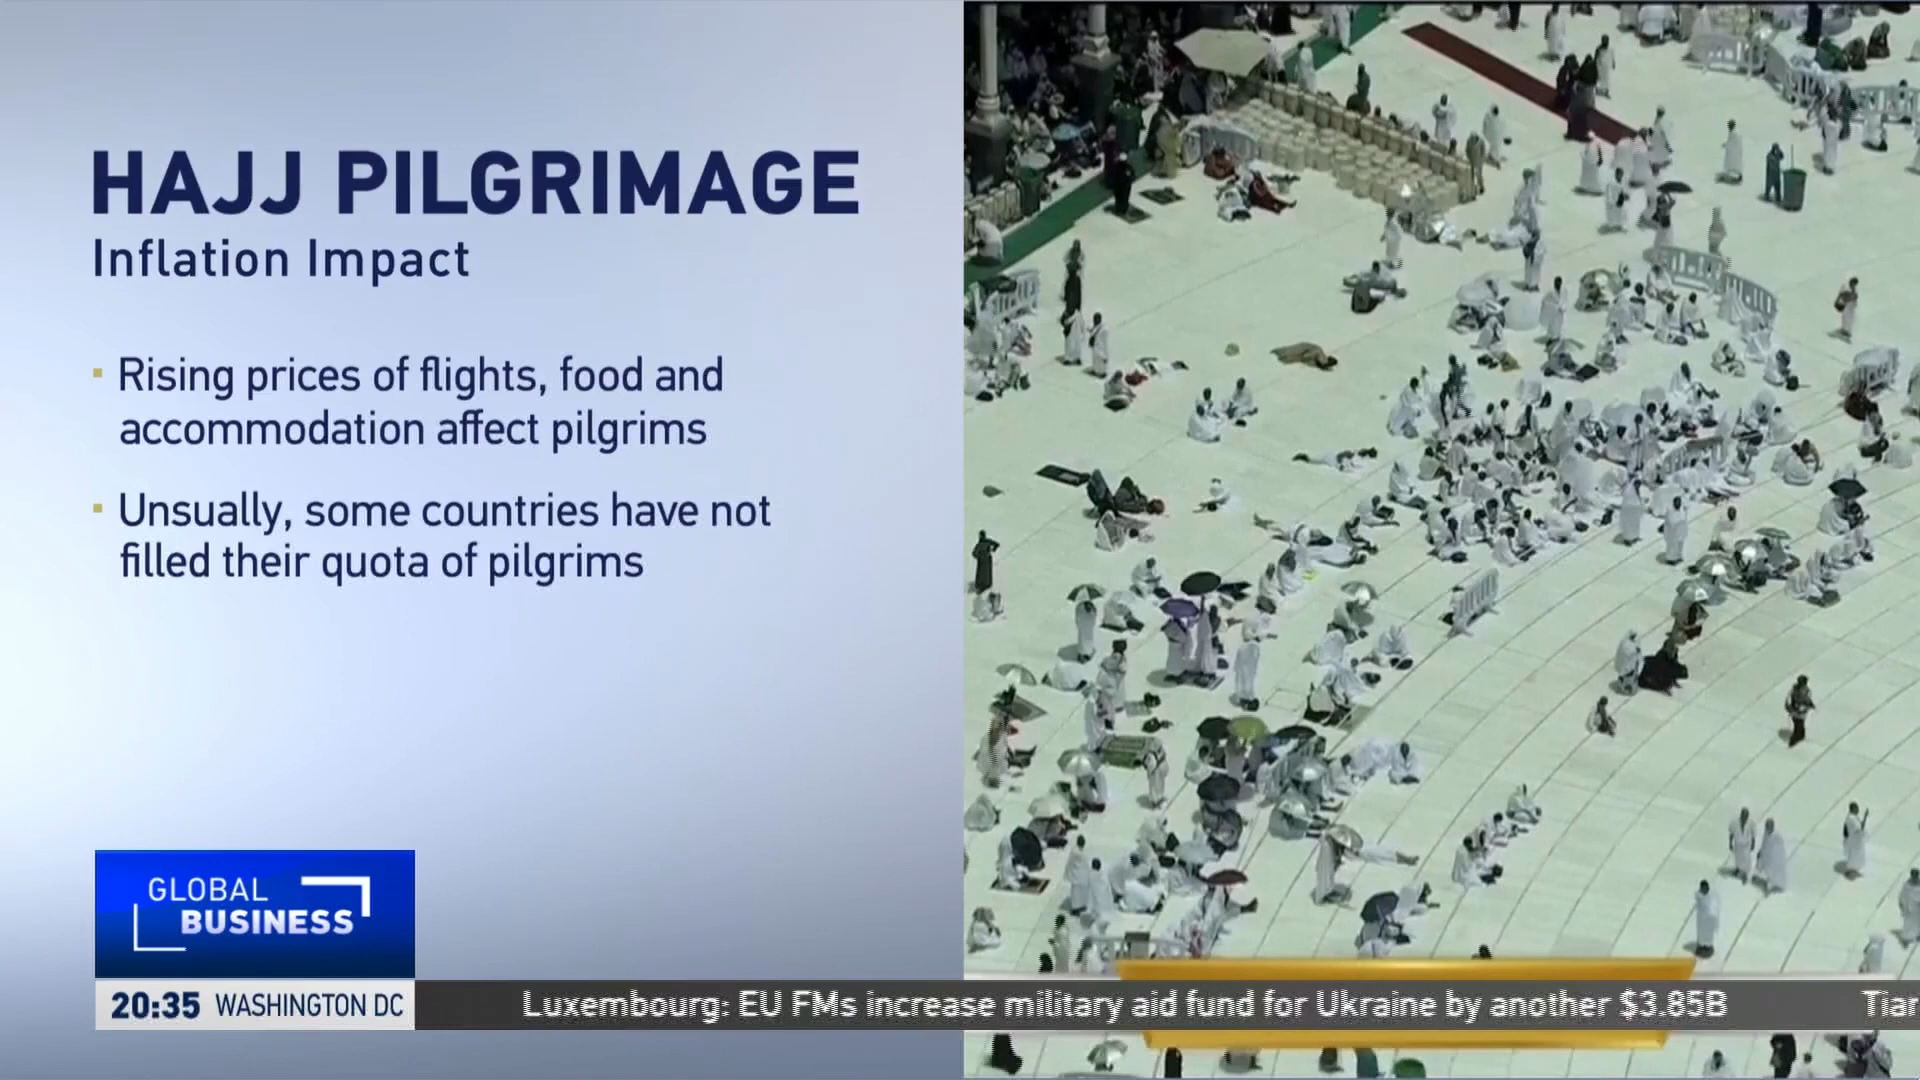 HAJJ PILGRIMAGE
Inflation Impact
Rising prices of flights, food and
accommodation affect pilgrims
Unsually, some countries have not
filled their quota of pilgrims
GLOBAL
BUSINESS
20:35 WASHINGTON DC
Luxembourg: EU FMs increase military aid fund for Ukraine by another $3.85B Tiar